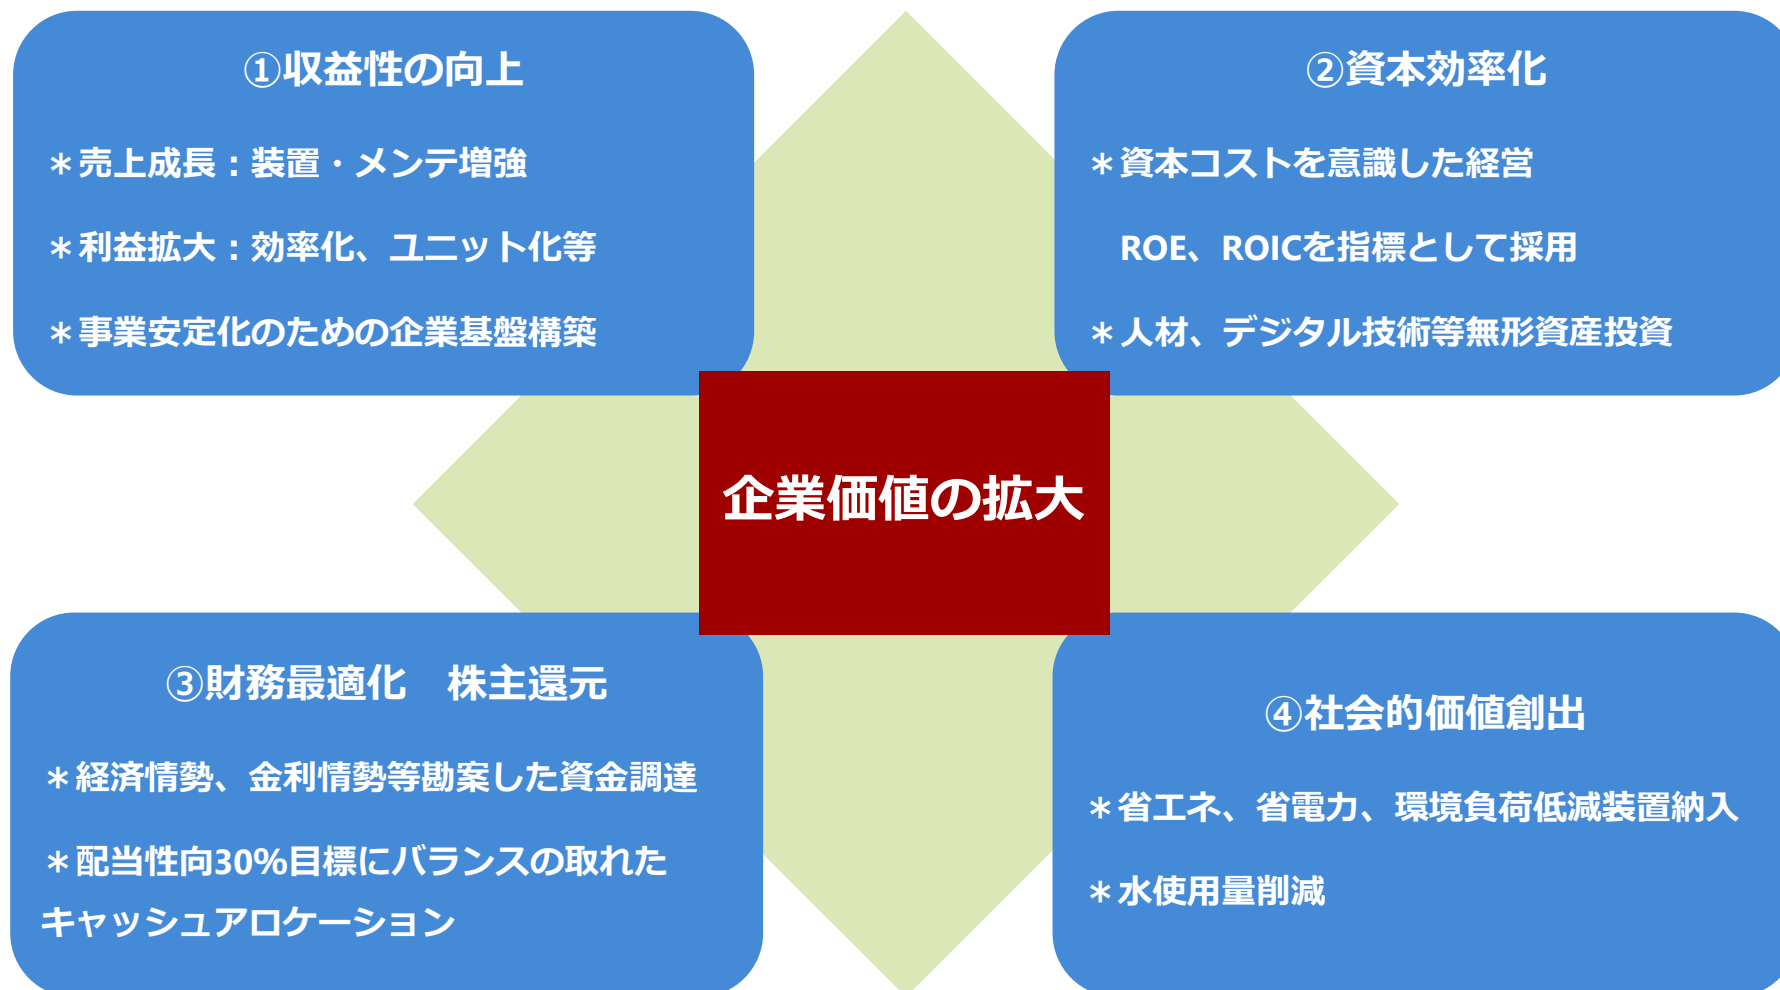 ①収益性の向上
＊売上成長：装置・メンテ増強
＊利益拡大：効率化、ユニット化等
＊事業安定化のための企業基盤構築
②資本効率化
＊資本コストを意識した経営
ROE、ROICを指標として採用
＊人材、デジタル技術等無形資産投資
企業価値の拡大
③財務最適化　株主還元
＊経済情勢、金利情勢等勘案した資金調達
＊配当性向30%目標にバランスの取れた
キャッシュアロケーション
④社会的価値創出
＊省エネ、省電力、環境負荷低減装置納入
＊水使用量削減